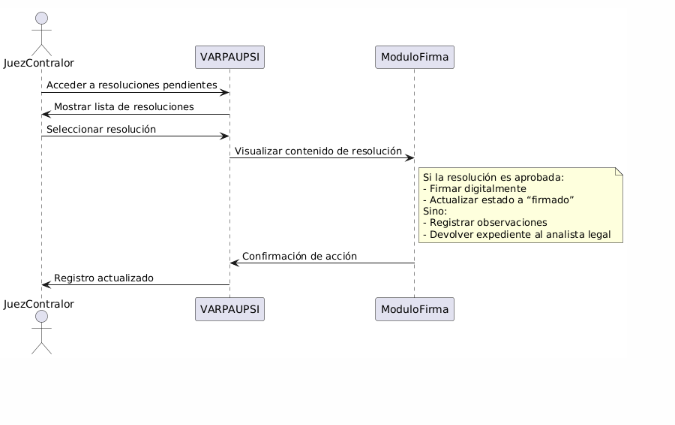 JuezContralor
VARPAUPSI
ModuloFirma
Acceder a resoluciones pendientes
Mostrar lista de resoluciones
Seleccionar resolución
Visualizar contenido de resolución
Si la resolución es aprobada:
- Firmar digitalmente
- Actualizar estado a “firmado”
Sino:
- Registrar observaciones
- Devolver expediente al analista legal
Confirmación de acción
Registro actualizado
JuezContralor
VARPAUPSI
ModuloFirma